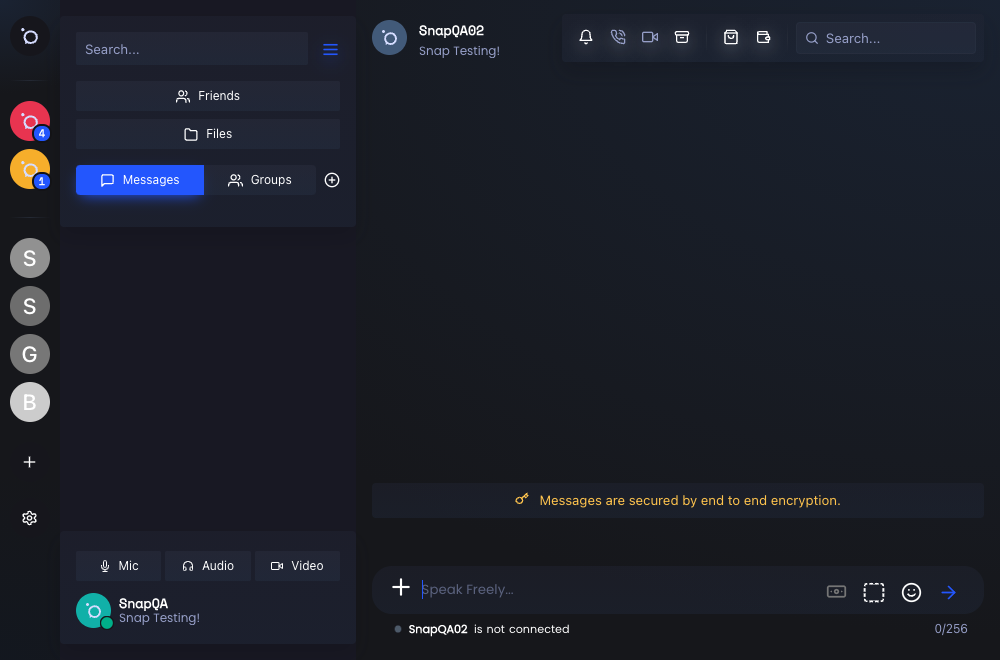 4
1
S
S
G
B
Search...
Friends
Files
Messages
Groups
Mic
Audio
Video
SnapQA
Snap Testing!
SnapQA02
Snap Testing!
Search...
Messages are secured by end to end encryption.
Speak Freely...
SnapQA02 is not connected
0/256